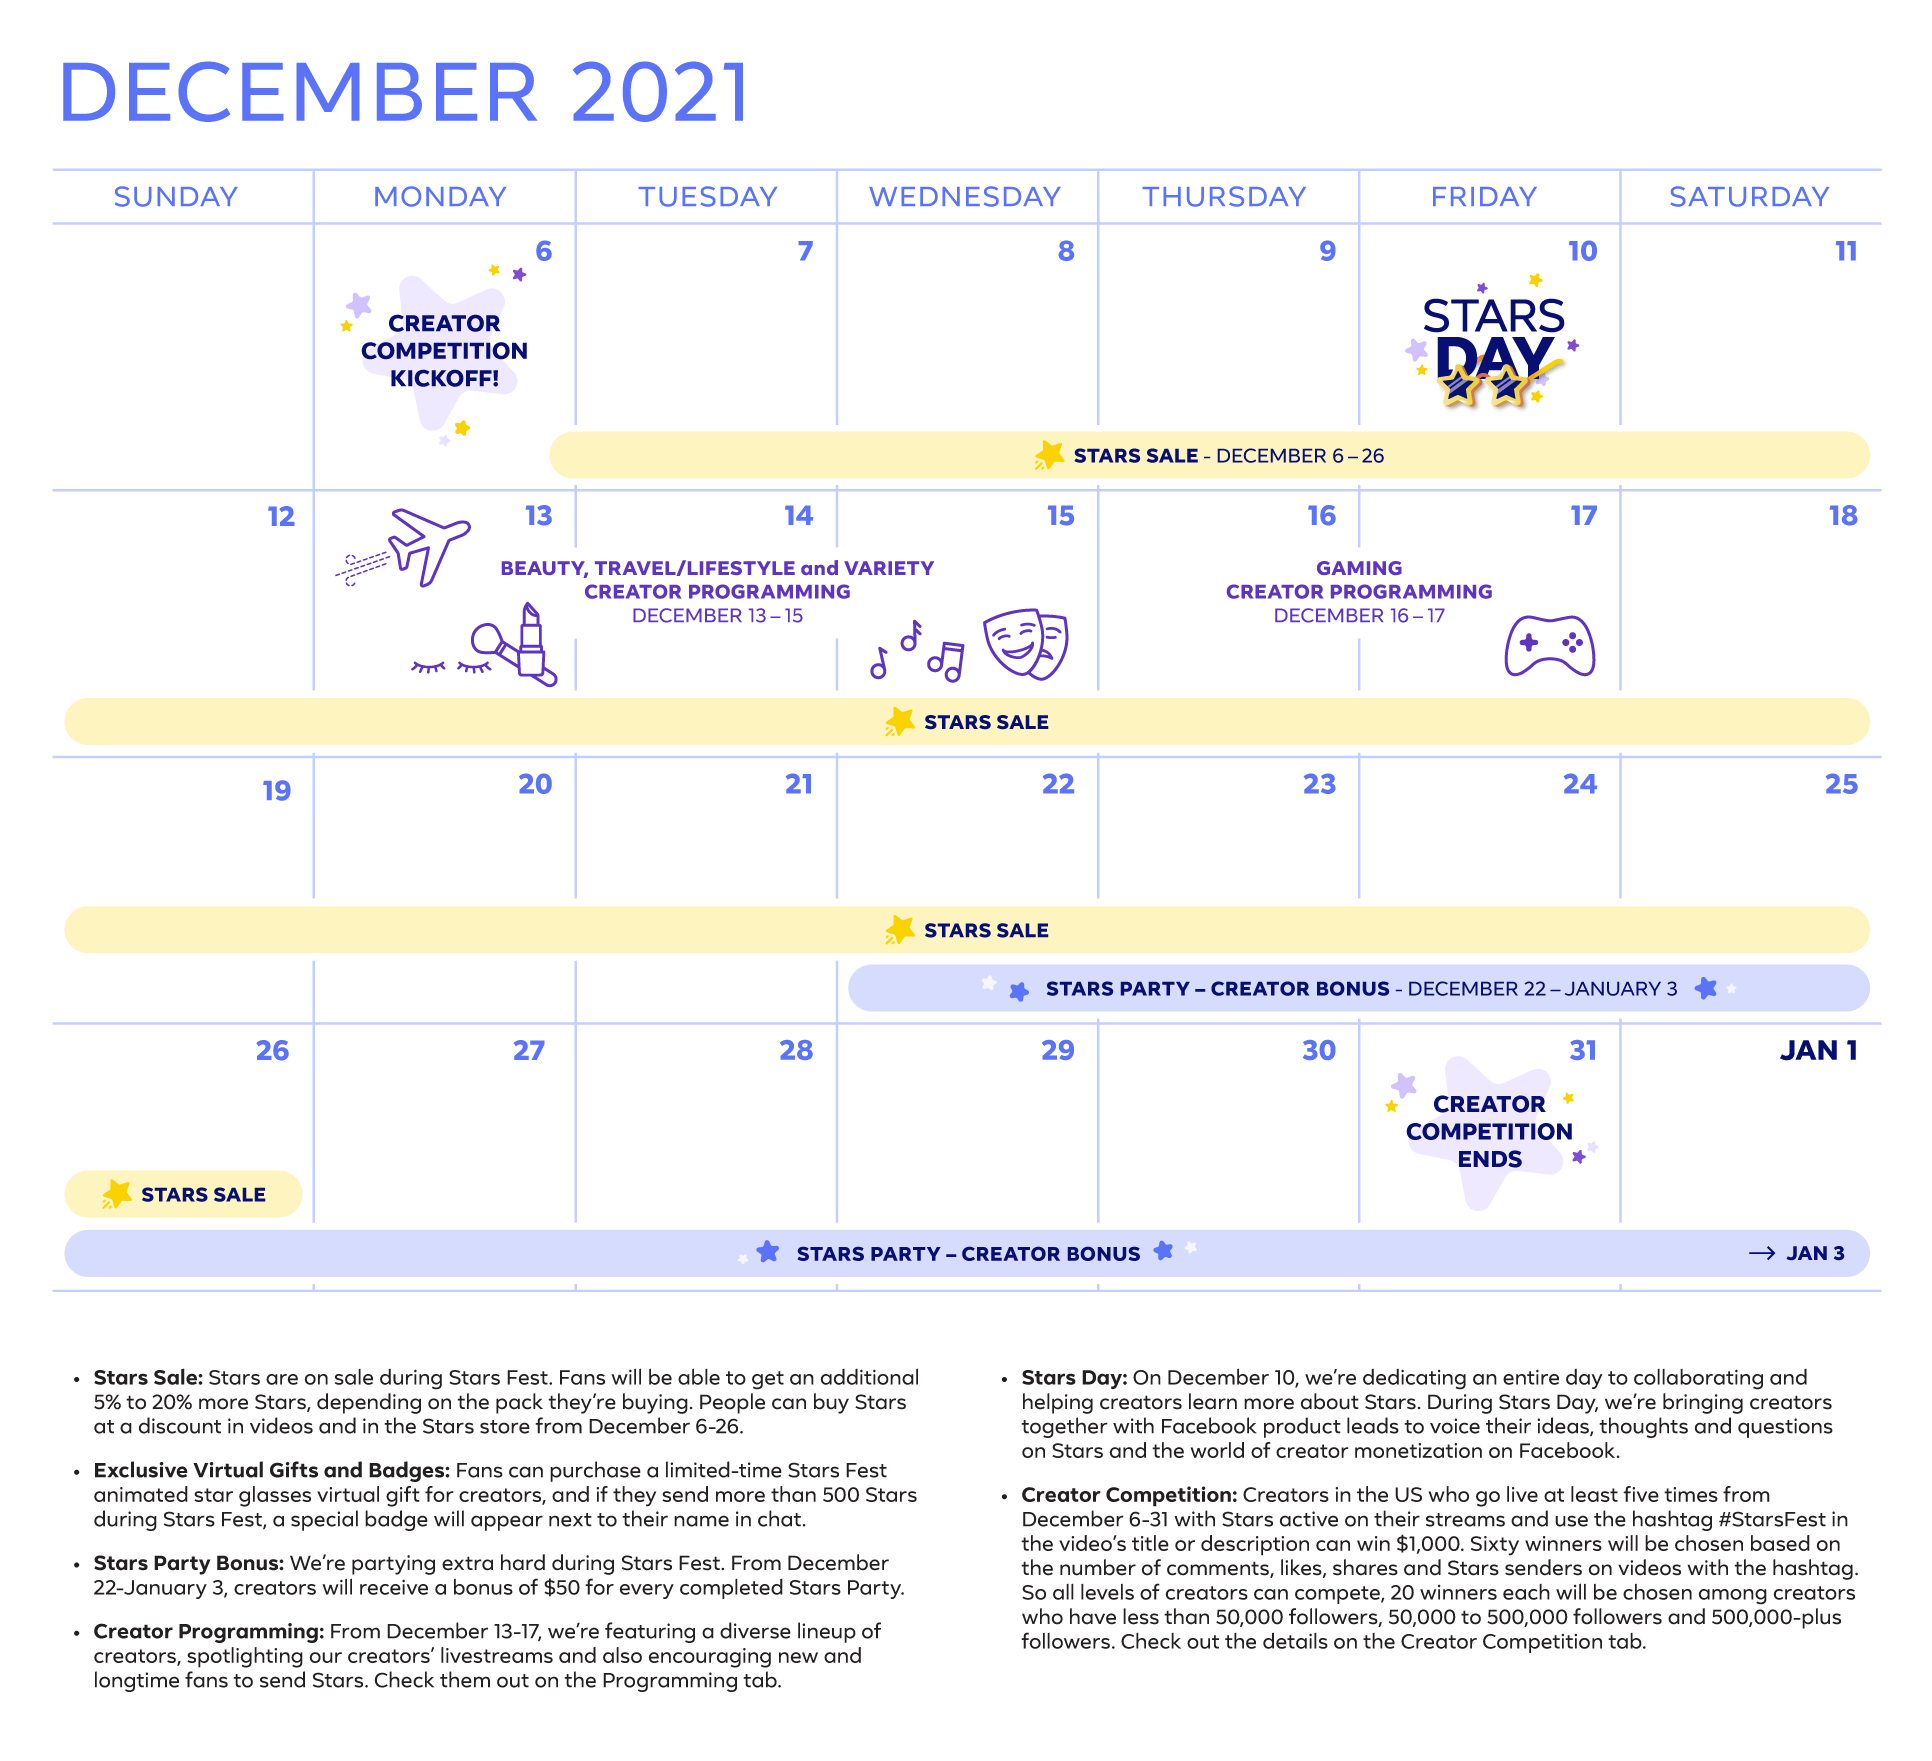 DECEMBER 2021
SUNDAY MONDAY TUESDAY WEDNESDAY THURSDAY FRIDAY SATURDAY
6 7 8 9 10 11
CREATOR
COMPETITION
KICKOFF!
STARS
DAY
STARS SALE - DECEMBER 6 – 26
12 13 14 15 16 17 18
BEAUTY, TRAVEL/LIFESTYLE and VARIETY
CREATOR PROGRAMMING
DECEMBER 13 – 15
GAMING
CREATOR PROGRAMMING
DECEMBER 16 – 17
STARS SALE
19 20 21 22 23 24 25
STARS SALE
STARS PARTY – CREATOR BONUS - DECEMBER 22 – JANUARY 3
26 27 28 29 30 31 JAN 1
CREATOR
COMPETITION
ENDS
STARS SALE
STARS PARTY – CREATOR BONUS → JAN 3
• Stars Sale: Stars are on sale during Stars Fest. Fans will be able to get an additional
5% to 20% more Stars, depending on the pack they’re buying. People can buy Stars
at a discount in videos and in the Stars store from December 6-26.
• Exclusive Virtual Gifts and Badges: Fans can purchase a limited-time Stars Fest
animated star glasses virtual gift for creators, and if they send more than 500 Stars
during Stars Fest, a special badge will appear next to their name in chat.
• Stars Party Bonus: We’re partying extra hard during Stars Fest. From December
22-January 3, creators will receive a bonus of $50 for every completed Stars Party.
• Creator Programming: From December 13-17, we’re featuring a diverse lineup of
creators, spotlighting our creators’ livestreams and also encouraging new and
longtime fans to send Stars. Check them out on the Programming tab.
• Stars Day: On December 10, we’re dedicating an entire day to collaborating and
helping creators learn more about Stars. During Stars Day, we’re bringing creators
together with Facebook product leads to voice their ideas, thoughts and questions
on Stars and the world of creator monetization on Facebook.
• Creator Competition: Creators in the US who go live at least five times from
December 6-31 with Stars active on their streams and use the hashtag #StarsFest in
the video’s title or description can win $1,000. Sixty winners will be chosen based on
the number of comments, likes, shares and Stars senders on videos with the hashtag.
So all levels of creators can compete, 20 winners each will be chosen among creators
who have less than 50,000 followers, 50,000 to 500,000 followers and 500,000-plus
followers. Check out the details on the Creator Competition tab.